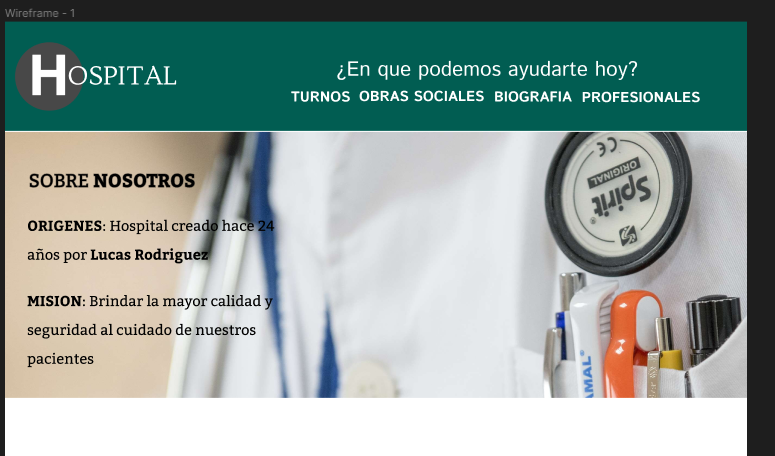 Wireframe - 1
HOSPITAL
¿En que podemos ayudarte hoy?
TURNOS OBRAS SOCIALES BIOGRAFIA PROFESIONALES
SOBRE NOSOTROS
ORIGENES: Hospital creado hace 24
años por Lucas Rodriguez
MISION: Brindar la mayor calidad y
seguridad al cuidado de nuestros
pacientes
ORIGINAL
Spirit
CE
AMAL